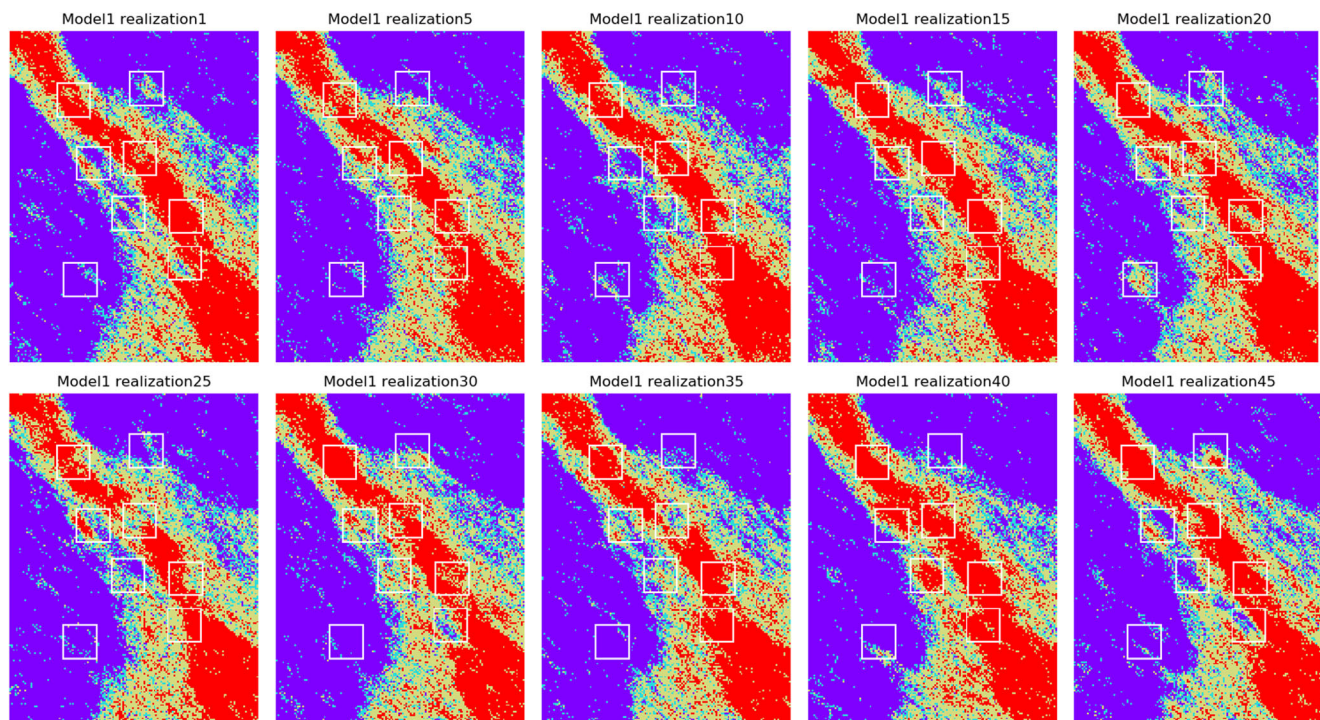 Model1 realization1
Model1 realization5
Model1 realization10
Model1 realization15
Model1 realization20
Model1 realization25
Model1 realization30
Model1 realization35
Model1 realization40
Model1 realization45